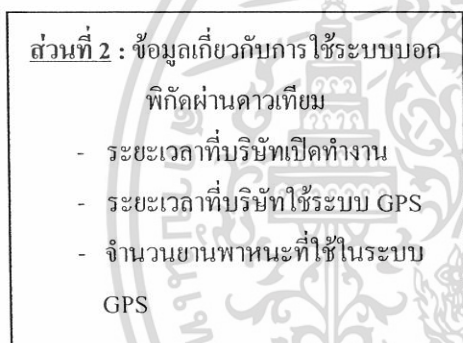 ส่วนที่ 2 : ข้อมูลเกี่ยวกับการใช้ระบบบอก
พิกัดผ่านดาวเทียม
- ระยะเวลาที่บริษัทเปิดทำงาน
- ระยะเวลาที่บริษัทใช้ระบบ GPS
- จำนวนยานพาหนะที่ใช้ในระบบ
GPS